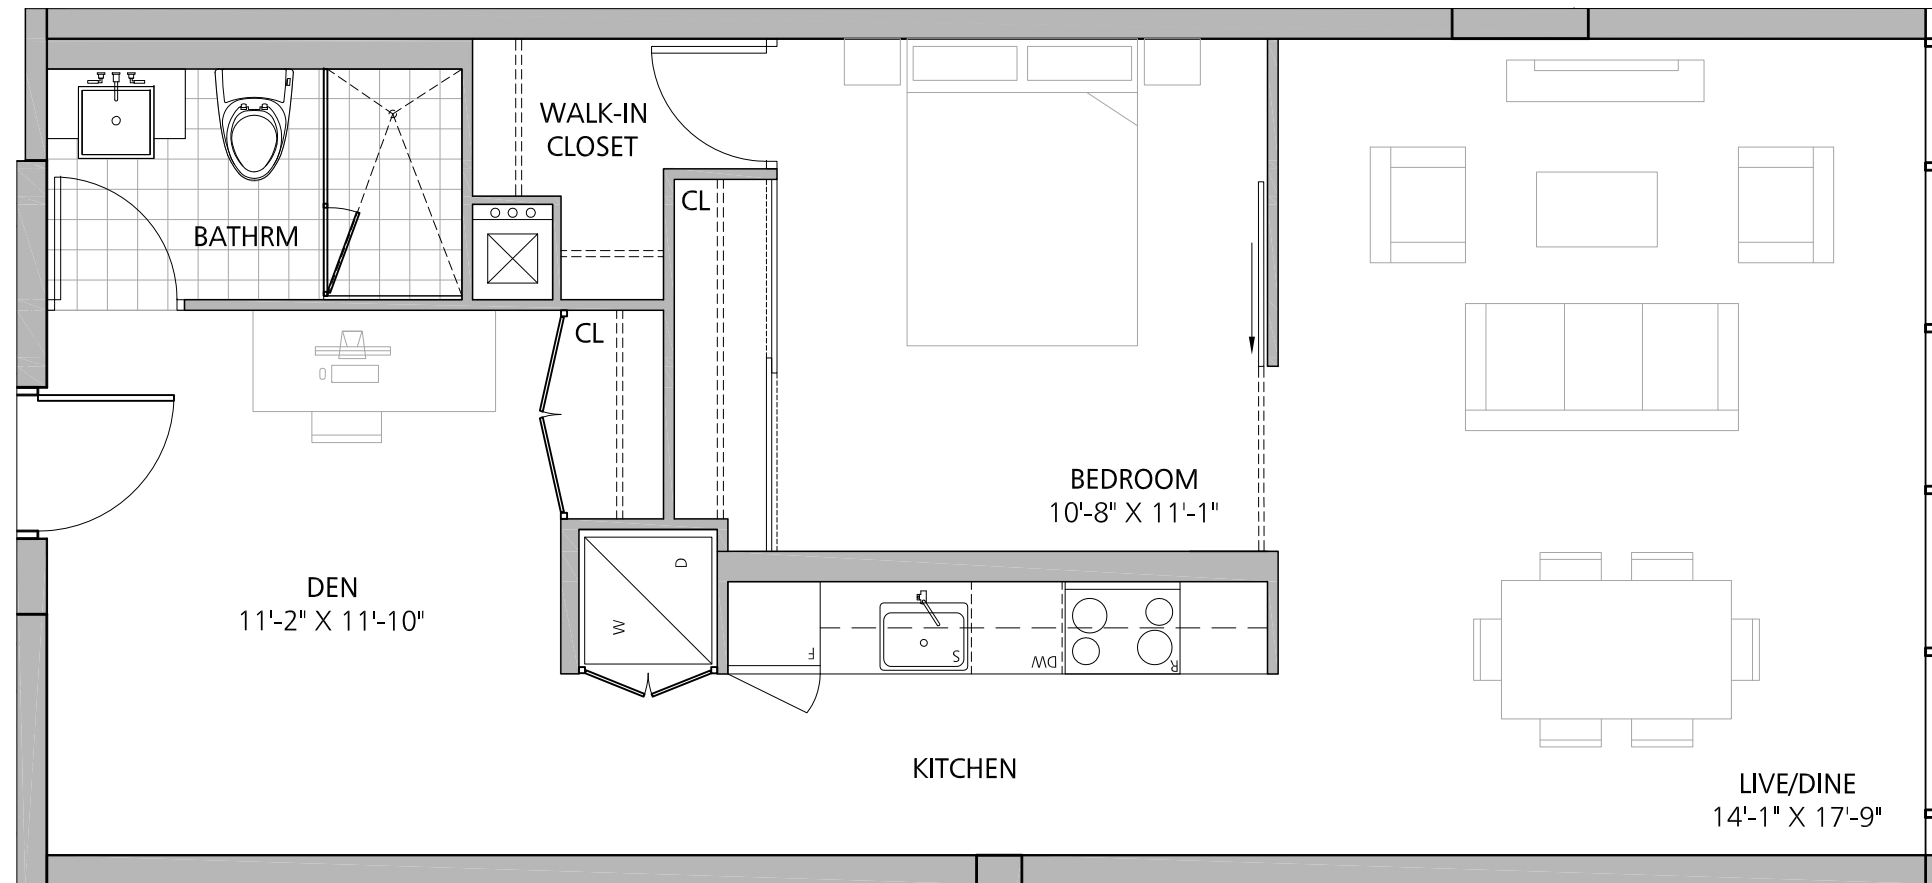 WALK-IN
CLOSET
CL
BATHRM
CL
BEDROOM
10'-8" X 11'-1"
DEN
11'-2" X 11'-10"
D
W
F
S
DW
R
KITCHEN
LIVE/DINE
14'-1" X 17'-9"